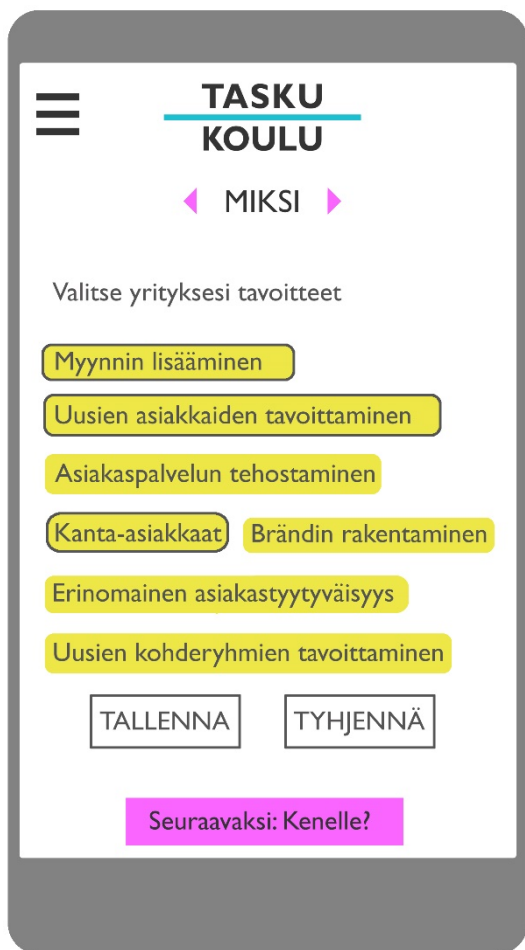 TASKU
KOULU
MIKSI
Valitse yrityksesi tavoitteet
Myynnin lisääminen
Uusien asiakkaiden tavoittaminen
Asiakaspalvelun tehostaminen
Kanta-asiakkaat Brändin rakentaminen
Erinomainen asiakastyytyväisyys
Uusien kohderyhmien tavoittaminen
TALLENNA TYHJENNÄ
Seuraavaksi: Kenelle?